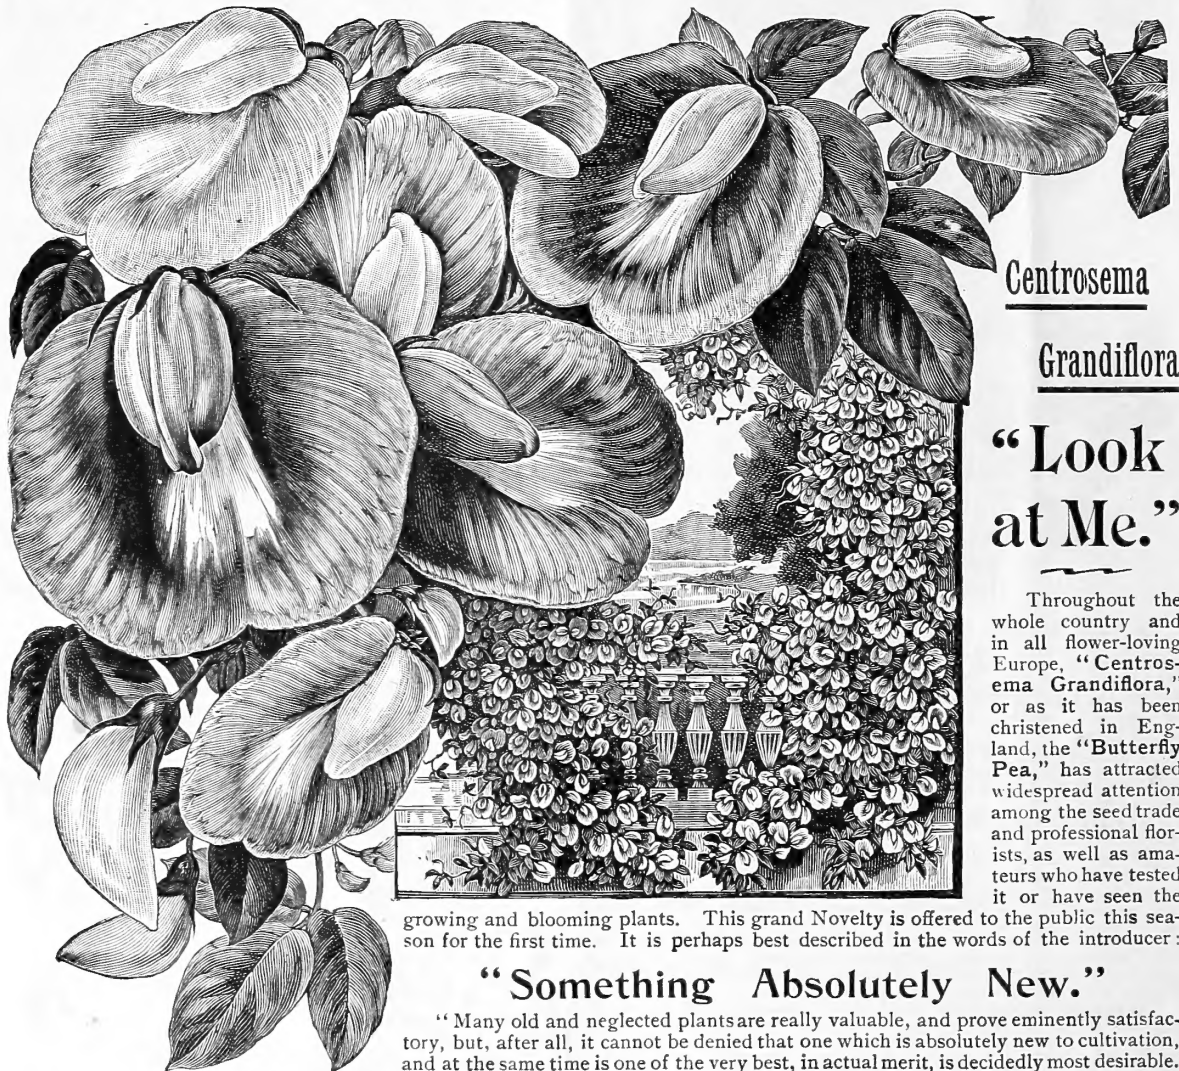 Centrosema
Grandiflora
“Look
at Me.”
Throughout the
whole country and
in all flower-loving
Europe, “Centros-
ema Grandiflora,”
or as it has been
christened in Eng-
land, the “Butterfly
Pea,” has attracted
widespread attention
among the seed trade
and professional flor-
ists, as well as ama-
teurs who have tested
it or have seen the
growing and blooming plants. This grand Novelty is offered to the public this sea-
son for the first time. It is perhaps best described in the words of the introducer :
“Something Absolutely New.”
“Many old and neglected plants are really valuable, and prove eminently satisfac-
tory, but, after all, it cannot be denied that one which is absolutely new to cultivation,
and at the same time is one of the very best, in actual merit, is decidedly most desirable.